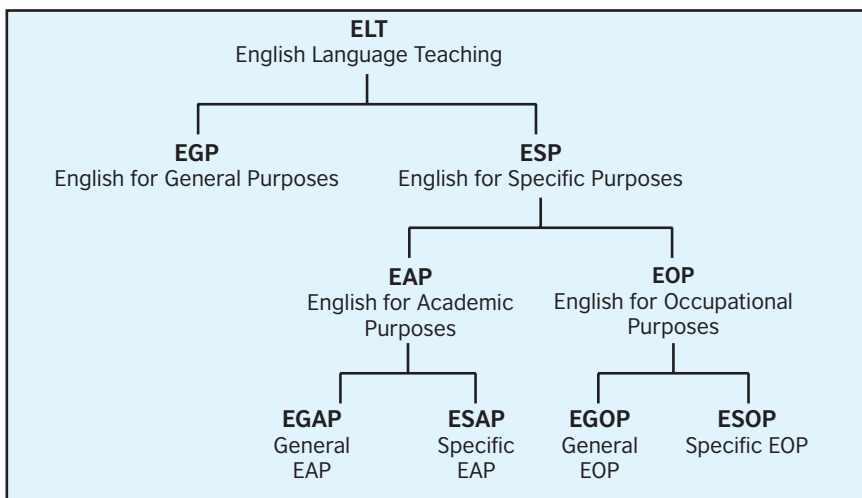 ELT
English Language Teaching
EGP
English for General Purposes
ESP
English for Specific Purposes
EAP
English for Academic
Purposes
EOP
English for Occupational
Purposes
EGAP
General
EAP
ESAP
Specific
EAP
EGOP
General
EOP
ESOP
Specific EOP